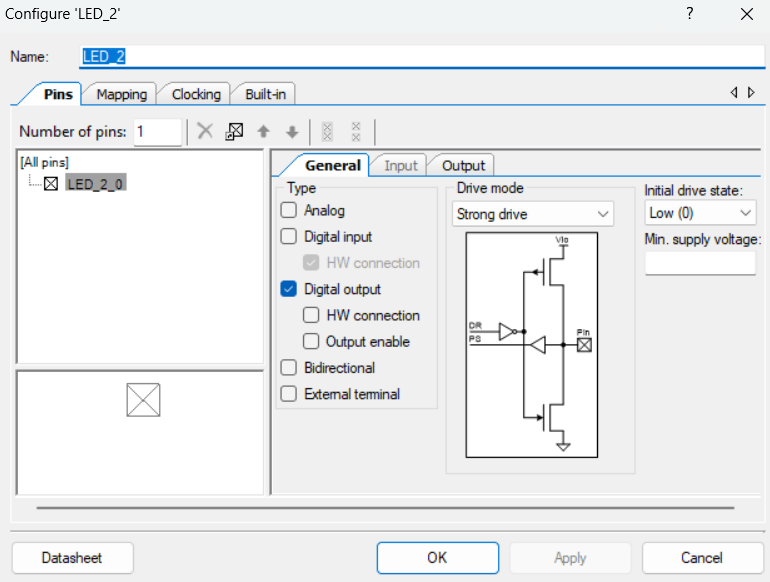 Configure 'LED_2'
?
Name: LED_2
Pins Mapping Clocking Built-in
Number of pins: 1
[All pins]
LED_2_0
General Input Output
Type
Analog
Digital input
HW connection
Digital output
HW connection
Output enable
Bidirectional
External terminal
Drive mode
Strong drive
Vio
DR
PS
Pin
Initial drive state:
Low (0)
Min. supply voltage:
Datasheet OK Apply Cancel